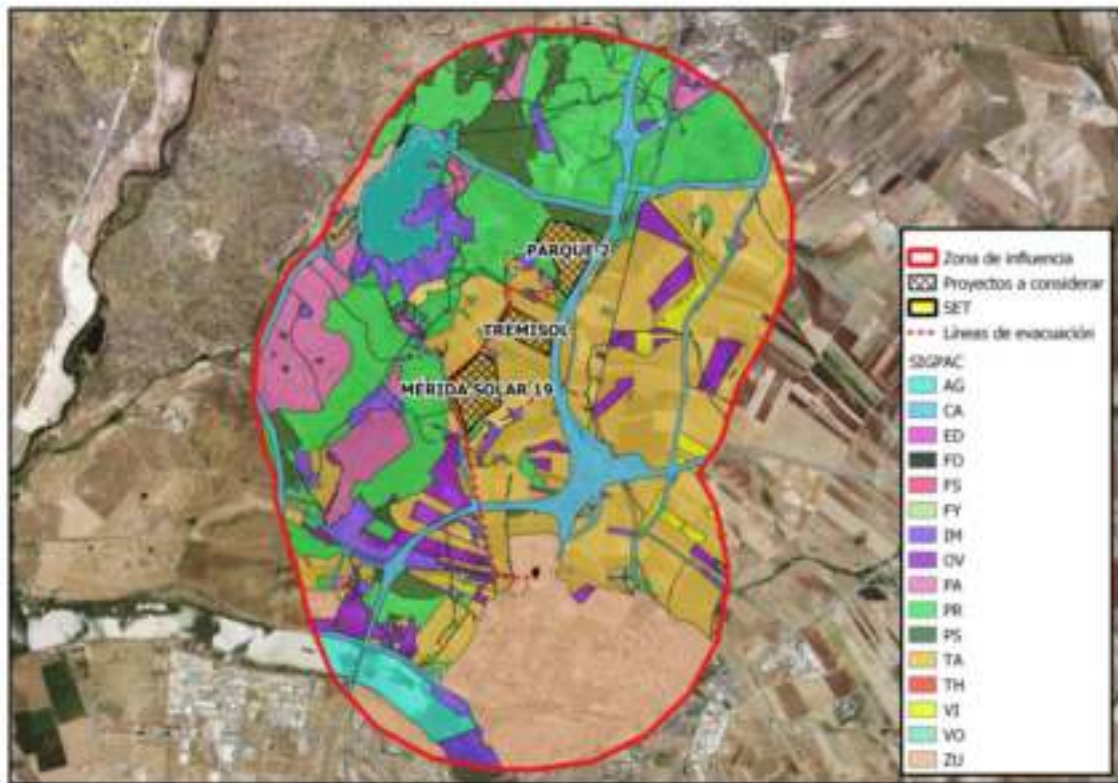 PARQUE 2
TREMISOL
MÉRIDA SOLAR 19
Zona de influencia
Proyectos a considerar
SET
Líneas de evacuación
SIGPAC
AG
CA
ED
FO
FS
FY
IM
OV
PA
PR
PS
TA
TH
VI
VO
ZU